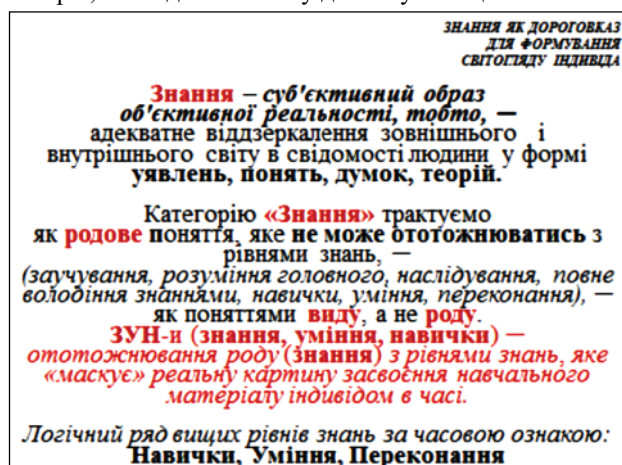 ЗНАННЯ ЯК ДОРОГОВКАЗ
ДЛЯ ФОРМУВАННЯ
СВІТОГЛЯДУ ІНДИВІДА
Знання – суб'єктивний образ
об'єктивної реальності, тобто, —
адекватне віддзеркалення зовнішнього і
внутрішнього світу в свідомості людини у формі
уявлень, понять, думок, теорій.
Категорію «Знання» трактуємо
як родове поняття, яке не може ототожнюватись з
рівнями знань, —
(заучування, розуміння головного, наслідування, повне
володіння знаннями, навички, уміння, переконання), —
як поняттями виду, а не роду.
ЗУН-и (знання, уміння, навички) —
ототожнювання роду (знання) з рівнями знань, яке
«маскує» реальну картину засвоєння навчального
матеріалу індивідом в часі.
Логічний ряд вищих рівнів знань за часовою ознакою:
Навички, Уміння, Переконання